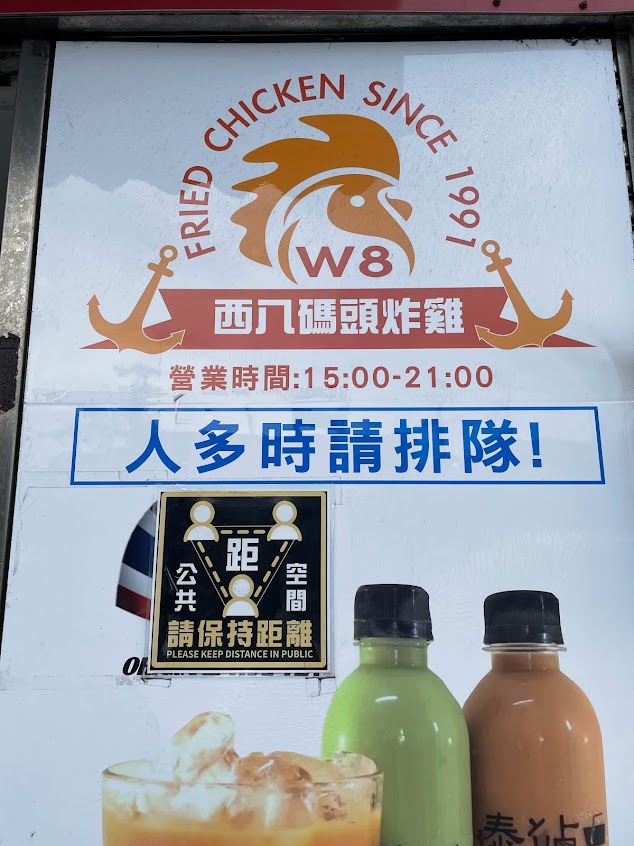 FRIED CHICKEN SINCE 1991
W8
西八碼頭炸雞
營業時間:15:00-21:00
人多時請排隊!
距
公共
空間
請保持距離
PLEASE KEEP DISTANCE IN PUBLIC
泰